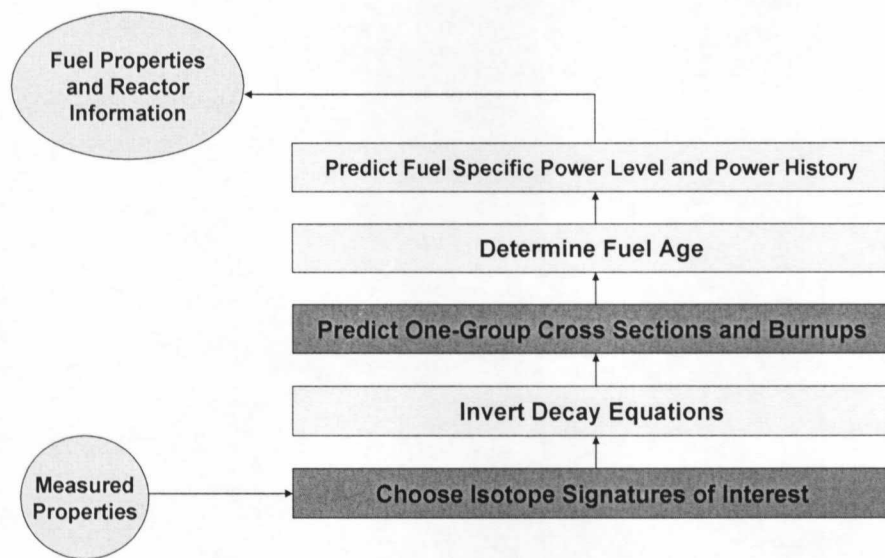 Fuel Properties
and Reactor
Information
Predict Fuel Specific Power Level and Power History
Determine Fuel Age
Predict One-Group Cross Sections and Burnups
Invert Decay Equations
Measured
Properties
Choose Isotope Signatures of Interest